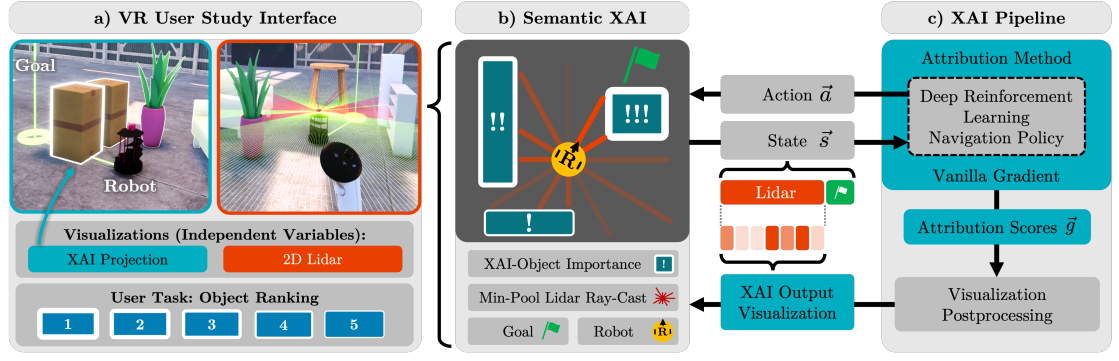 a) VR User Study Interface
Goal
Robot
Visualizations (Independent Variables):
XAI Projection
2D Lidar
User Task: Object Ranking
1
2
3
4
5
b) Semantic XAI
!!
!!!
R
!
XAI-Object Importance
!
Min-Pool Lidar Ray-Cast
Goal
Robot
R
Action a⃗
State s⃗
Lidar
XAI Output
Visualization
c) XAI Pipeline
Attribution Method
Deep Reinforcement
Learning
Navigation Policy
Vanilla Gradient
Attribution Scores g⃗
Visualization
Postprocessing